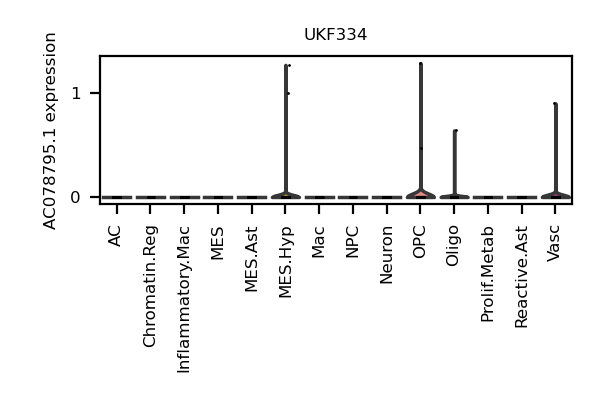 UKF334
AC078795.1 expression
1
0
AC
Chromatin.Reg
Inflammatory.Mac
MES
MES.Ast
MES.Hyp
Mac
NPC
Neuron
OPC
Oligo
Prolif.Metab
Reactive.Ast
Vasc